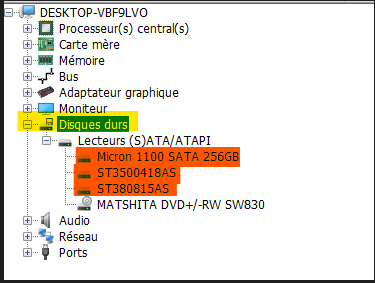 DESKTOP-VBF9LVO
Processeur(s) central(s)
Carte mère
Mémoire
Bus
Adaptateur graphique
Moniteur
Disques durs
Lecteurs (S)ATA/ATAPI
Micron 1100 SATA 256GB
ST3500418AS
ST380815AS
MATSHITA DVD+/-RW SW830
Audio
Réseau
Ports